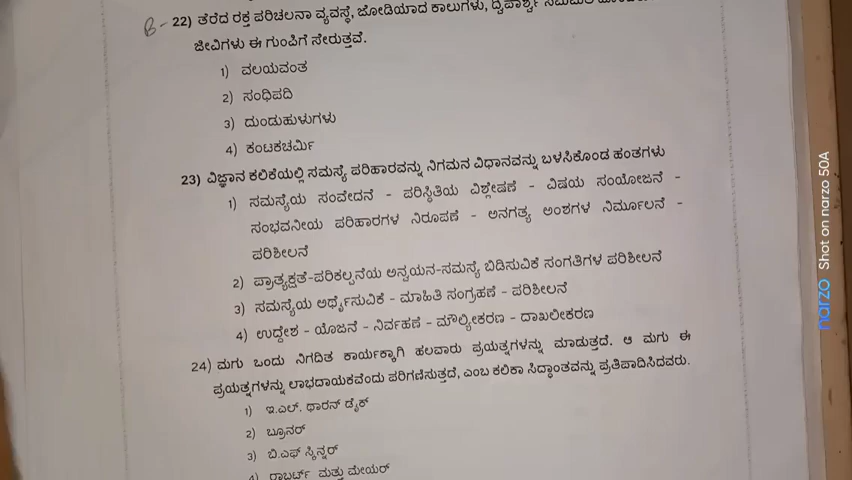 B- 22) ತೆರೆದ ರಕ್ತ ಪರಿಚಲನಾ ವ್ಯವಸ್ಥೆ, ಜೋಡಿಯಾದ ಕಾಲುಗಳು, ದ್ವಿಪಾರ್ಶ್ವ
ಜೀವಿಗಳು ಈ ಗುಂಪಿಗೆ ಸೇರುತ್ತವೆ.
1) ವಲಯವಂತ
2) ಸಂಧಿಪದಿ
3) ದುಂಡುಹುಳುಗಳು
4) ಕಂಟಕಚರ್ಮಿ
23) ವಿಜ್ಞಾನ ಕಲಿಕೆಯಲ್ಲಿ ಸಮಸ್ಯೆ ಪರಿಹಾರವನ್ನು ನಿಗಮನ ವಿಧಾನವನ್ನು ಬಳಸಿಕೊಂಡ ಹಂತಗಳು
1) ಸಮಸ್ಯೆಯ ಸಂವೇದನೆ - ಪರಿಸ್ಥಿತಿಯ ವಿಶ್ಲೇಷಣೆ - ವಿಷಯ ಸಂಯೋಜನೆ -
ಸಂಭವನೀಯ ಪರಿಹಾರಗಳ ನಿರೂಪಣೆ - ಅನಗತ್ಯ ಅಂಶಗಳ ನಿರ್ಮೂಲನೆ -
ಪರಿಶೀಲನೆ
2) ಪ್ರಾತ್ಯಕ್ಷತೆ-ಪರಿಕಲ್ಪನೆಯ ಅನ್ವಯನ-ಸಮಸ್ಯೆ ಬಿಡಿಸುವಿಕೆ ಸಂಗತಿಗಳ ಪರಿಶೀಲನೆ
3) ಸಮಸ್ಯೆಯ ಅರ್ಥೈಸುವಿಕೆ - ಮಾಹಿತಿ ಸಂಗ್ರಹಣೆ - ಪರಿಶೀಲನೆ
4) ಉದ್ದೇಶ - ಯೋಜನೆ - ನಿರ್ವಹಣೆ - ಮೌಲ್ಯೀಕರಣ - ದಾಖಲೀಕರಣ
24) ಮಗು ಒಂದು ನಿಗದಿತ ಕಾರ್ಯಕ್ಕಾಗಿ ಹಲವಾರು ಪ್ರಯತ್ನಗಳನ್ನು ಮಾಡುತ್ತದೆ. ಆ ಮಗು ಈ
ಪ್ರಯತ್ನಗಳನ್ನು ಲಾಭದಾಯಕವೆಂದು ಪರಿಗಣಿಸುತ್ತದೆ, ಎಂಬ ಕಲಿಕಾ ಸಿದ್ಧಾಂತವನ್ನು ಪ್ರತಿಪಾದಿಸಿದವರು.
1) ಇ.ಎಲ್. ಥಾರನ್ ಡೈಕ್
2) ಬ್ರೂನರ್
3) ಬಿ.ಎಫ್ ಸ್ಕಿನ್ನರ್
4) ರಾಬರ್ಟ್ ಮತ್ತು ಮೇಯರ್
narzo Shot on narzo 50A